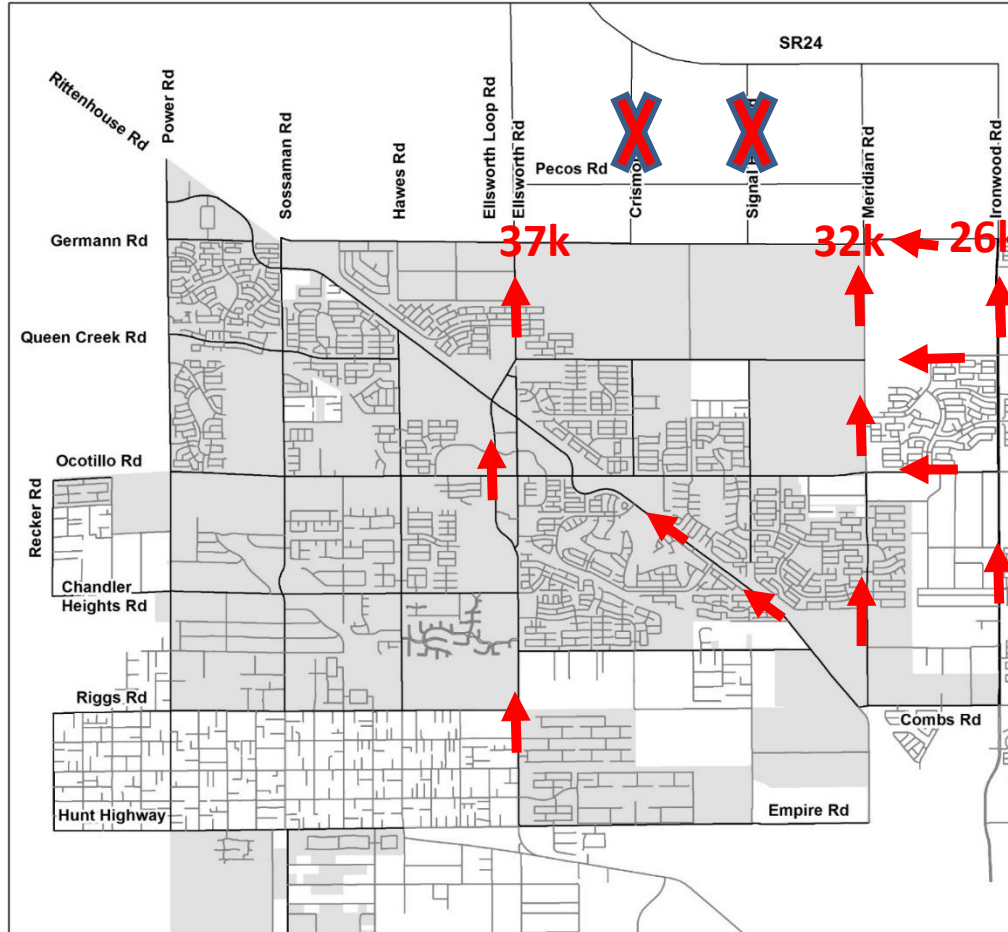 SR24
Rittenhouse Rd
Power Rd
Sossaman Rd
Hawes Rd
Ellsworth Loop Rd
Ellsworth Rd
Pecos Rd
Meridian Rd
Ironwood Rd
Germann Rd
37k
32k
26k
Queen Creek Rd
Ocotillo Rd
Recker Rd
Chandler
Heights Rd
Riggs Rd
Combs Rd
Hunt Highway
Empire Rd